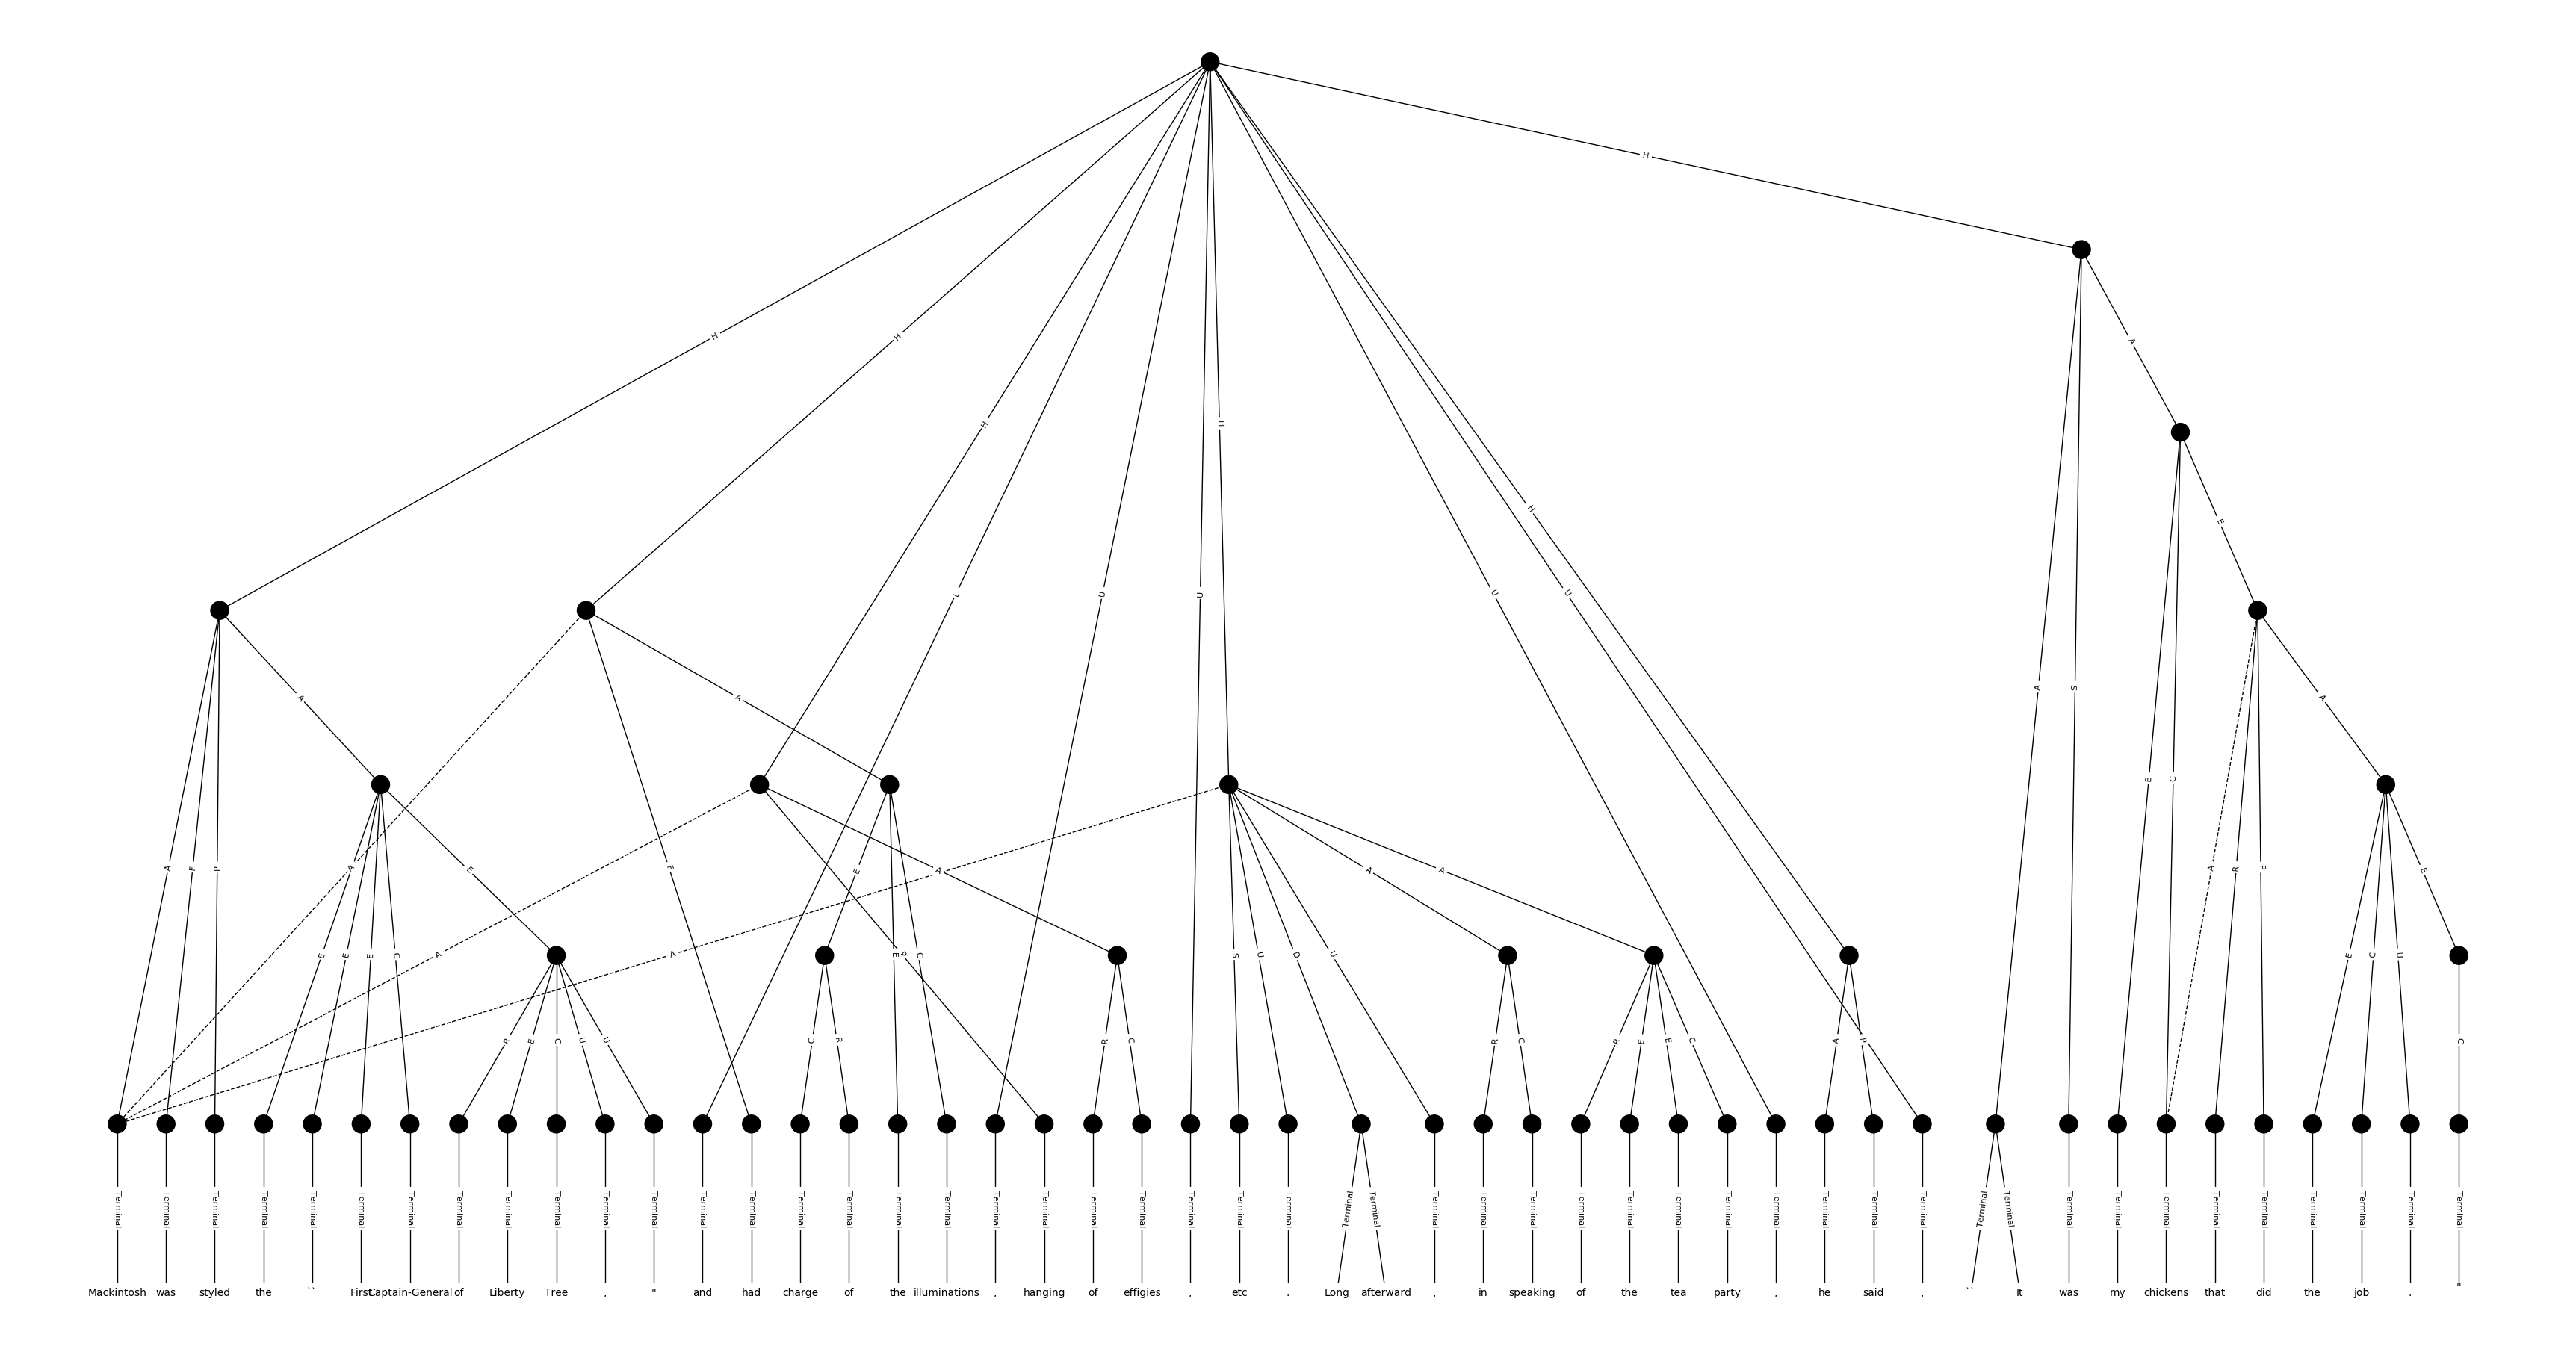 H
H H A
H H
H E
L U U U U
A S
A A A
E C
A F P A E F E A A A A R P E
E E E C A A E P C S U D U E C U
R E C U U C R R C R C R E E C A P C
Terminal Terminal Terminal Terminal Terminal Terminal Terminal Terminal Terminal Terminal Terminal Terminal Terminal Terminal Terminal Terminal Terminal Terminal Terminal Terminal Terminal Terminal Terminal Terminal Terminal Terminal Terminal Terminal Terminal Terminal Terminal Terminal Terminal Terminal Terminal Terminal Terminal Terminal Terminal Terminal Terminal Terminal Terminal Terminal Terminal Terminal Terminal Terminal Terminal
Mackintosh was styled the `` First Captain-General of Liberty Tree , " and had charge of the illuminations , hanging of effigies , etc . Long afterward , in speaking of the tea party , he said , `` It was my chickens that did the job . "